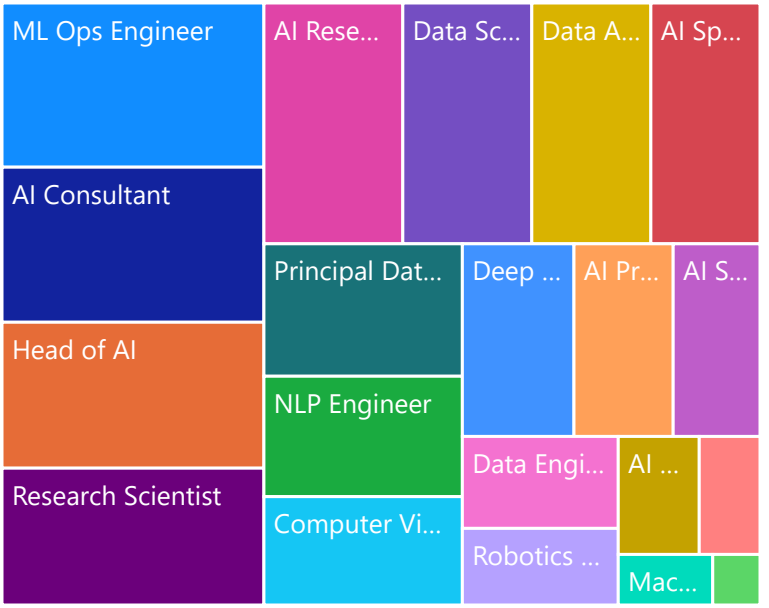 ML Ops Engineer
AI Consultant
Head of AI
Research Scientist
AI Rese...
Data Sc...
Data A...
AI Sp...
Principal Dat...
NLP Engineer
Computer Vi...
Deep ...
AI Pr...
AI S...
Data Engi...
Robotics ...
AI ...
Mac...